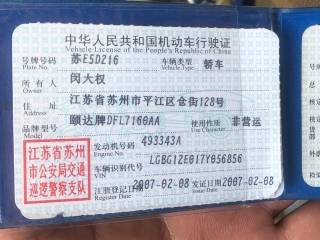 中华人民共和国机动车行驶证
Vehicle License of the People's Republic of China
号牌号码 苏E5D216 车辆类型 轿车
Plate No. Vehicle Type
所有人 闵大权
Owner
住址 江苏省苏州市平江区仓街128号
Address
品牌型号 颐达牌DFL7160AA 使用性质 非营运
Model Use Character
江苏省苏州市公安局交通巡逻警察支队
发动机号码 493343A
Engine No.
车辆识别代号 LGBG12E017Y056856
VIN
注册登记日期 2007-02-08 发证日期 2007-02-08
Register Date Issue Date